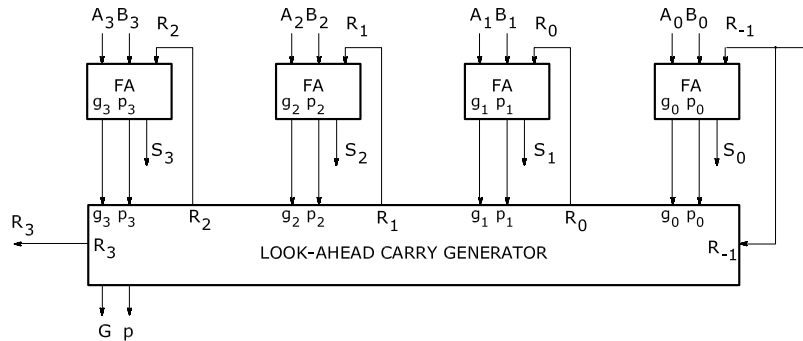 A3 B3 R2 A2 B2 R1 A1 B1 R0 A0 B0 R-1
FA FA FA FA
g3 p3 g2 p2 g1 p1 g0 p0
S3 S2 S1 S0
g3 p3 R2 g2 p2 R1 g1 p1 R0 g0 p0
R3
R3 LOOK-AHEAD CARRY GENERATOR R-1
G p